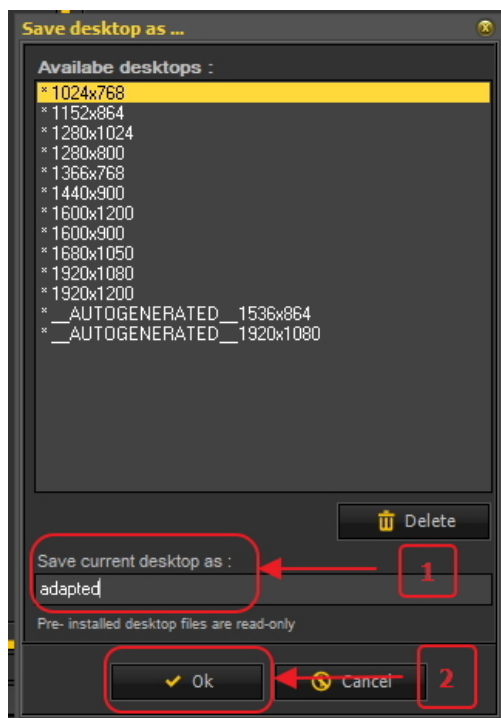 Save desktop as ...
Availabe desktops :
* 1024x768
* 1152x864
* 1280x1024
* 1280x800
* 1366x768
* 1440x900
* 1600x1200
* 1600x900
* 1680x1050
* 1920x1080
* 1920x1200
* __AUTOGENERATED__1536x864
* __AUTOGENERATED__1920x1080
Delete
Save current desktop as :
1
adapted
Pre- installed desktop files are read-only
Ok
Cancel
2